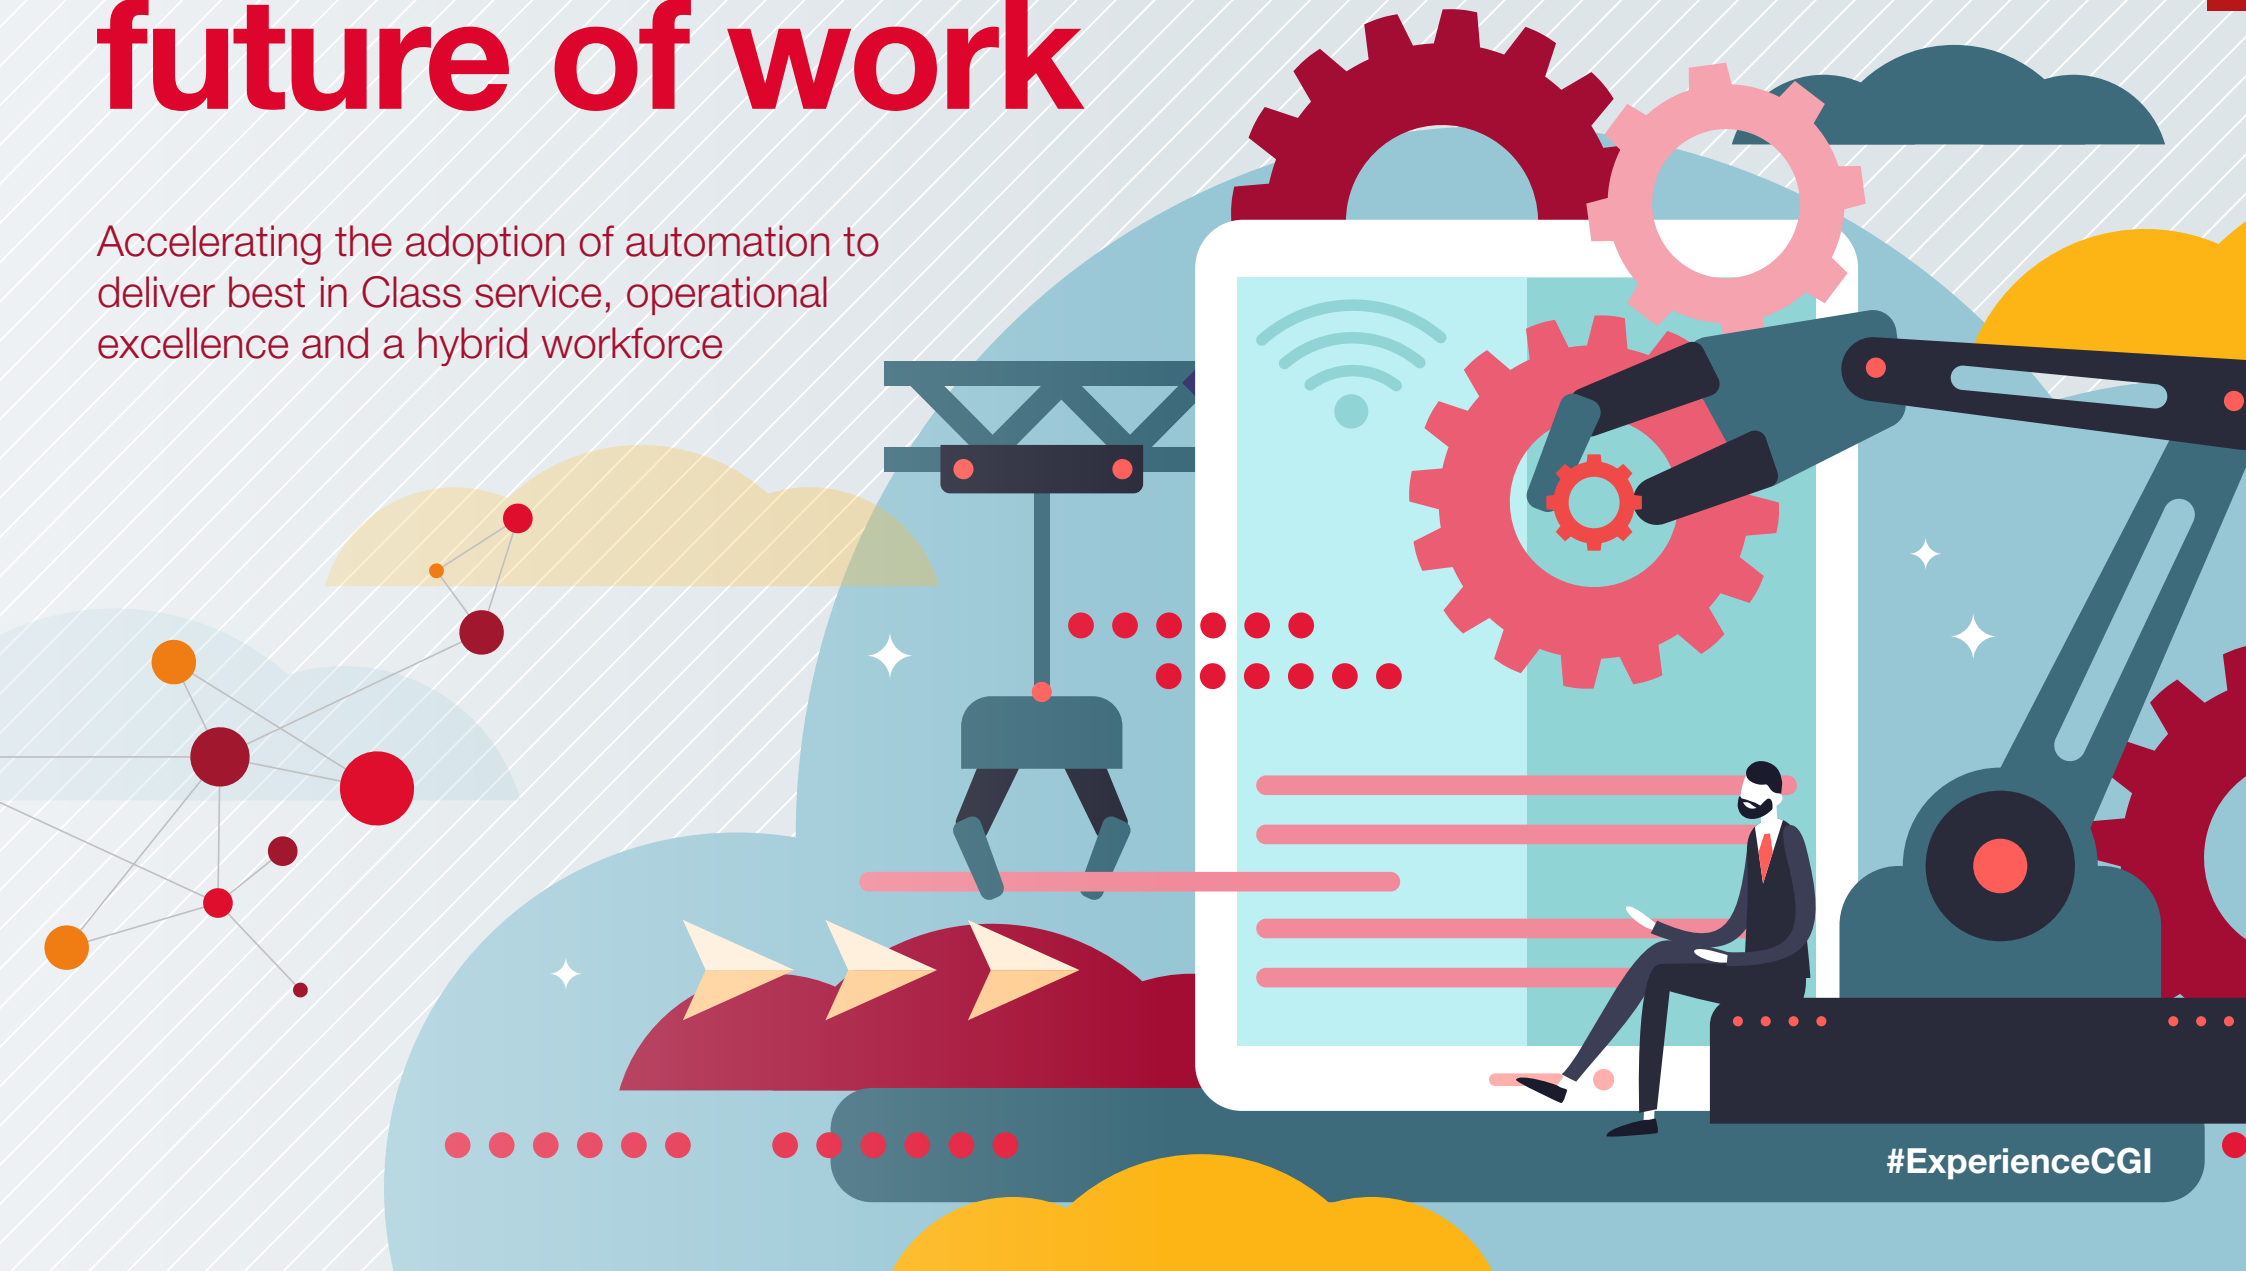 future of work
Accelerating the adoption of automation to
deliver best in Class service, operational
excellence and a hybrid workforce
#ExperienceCGI